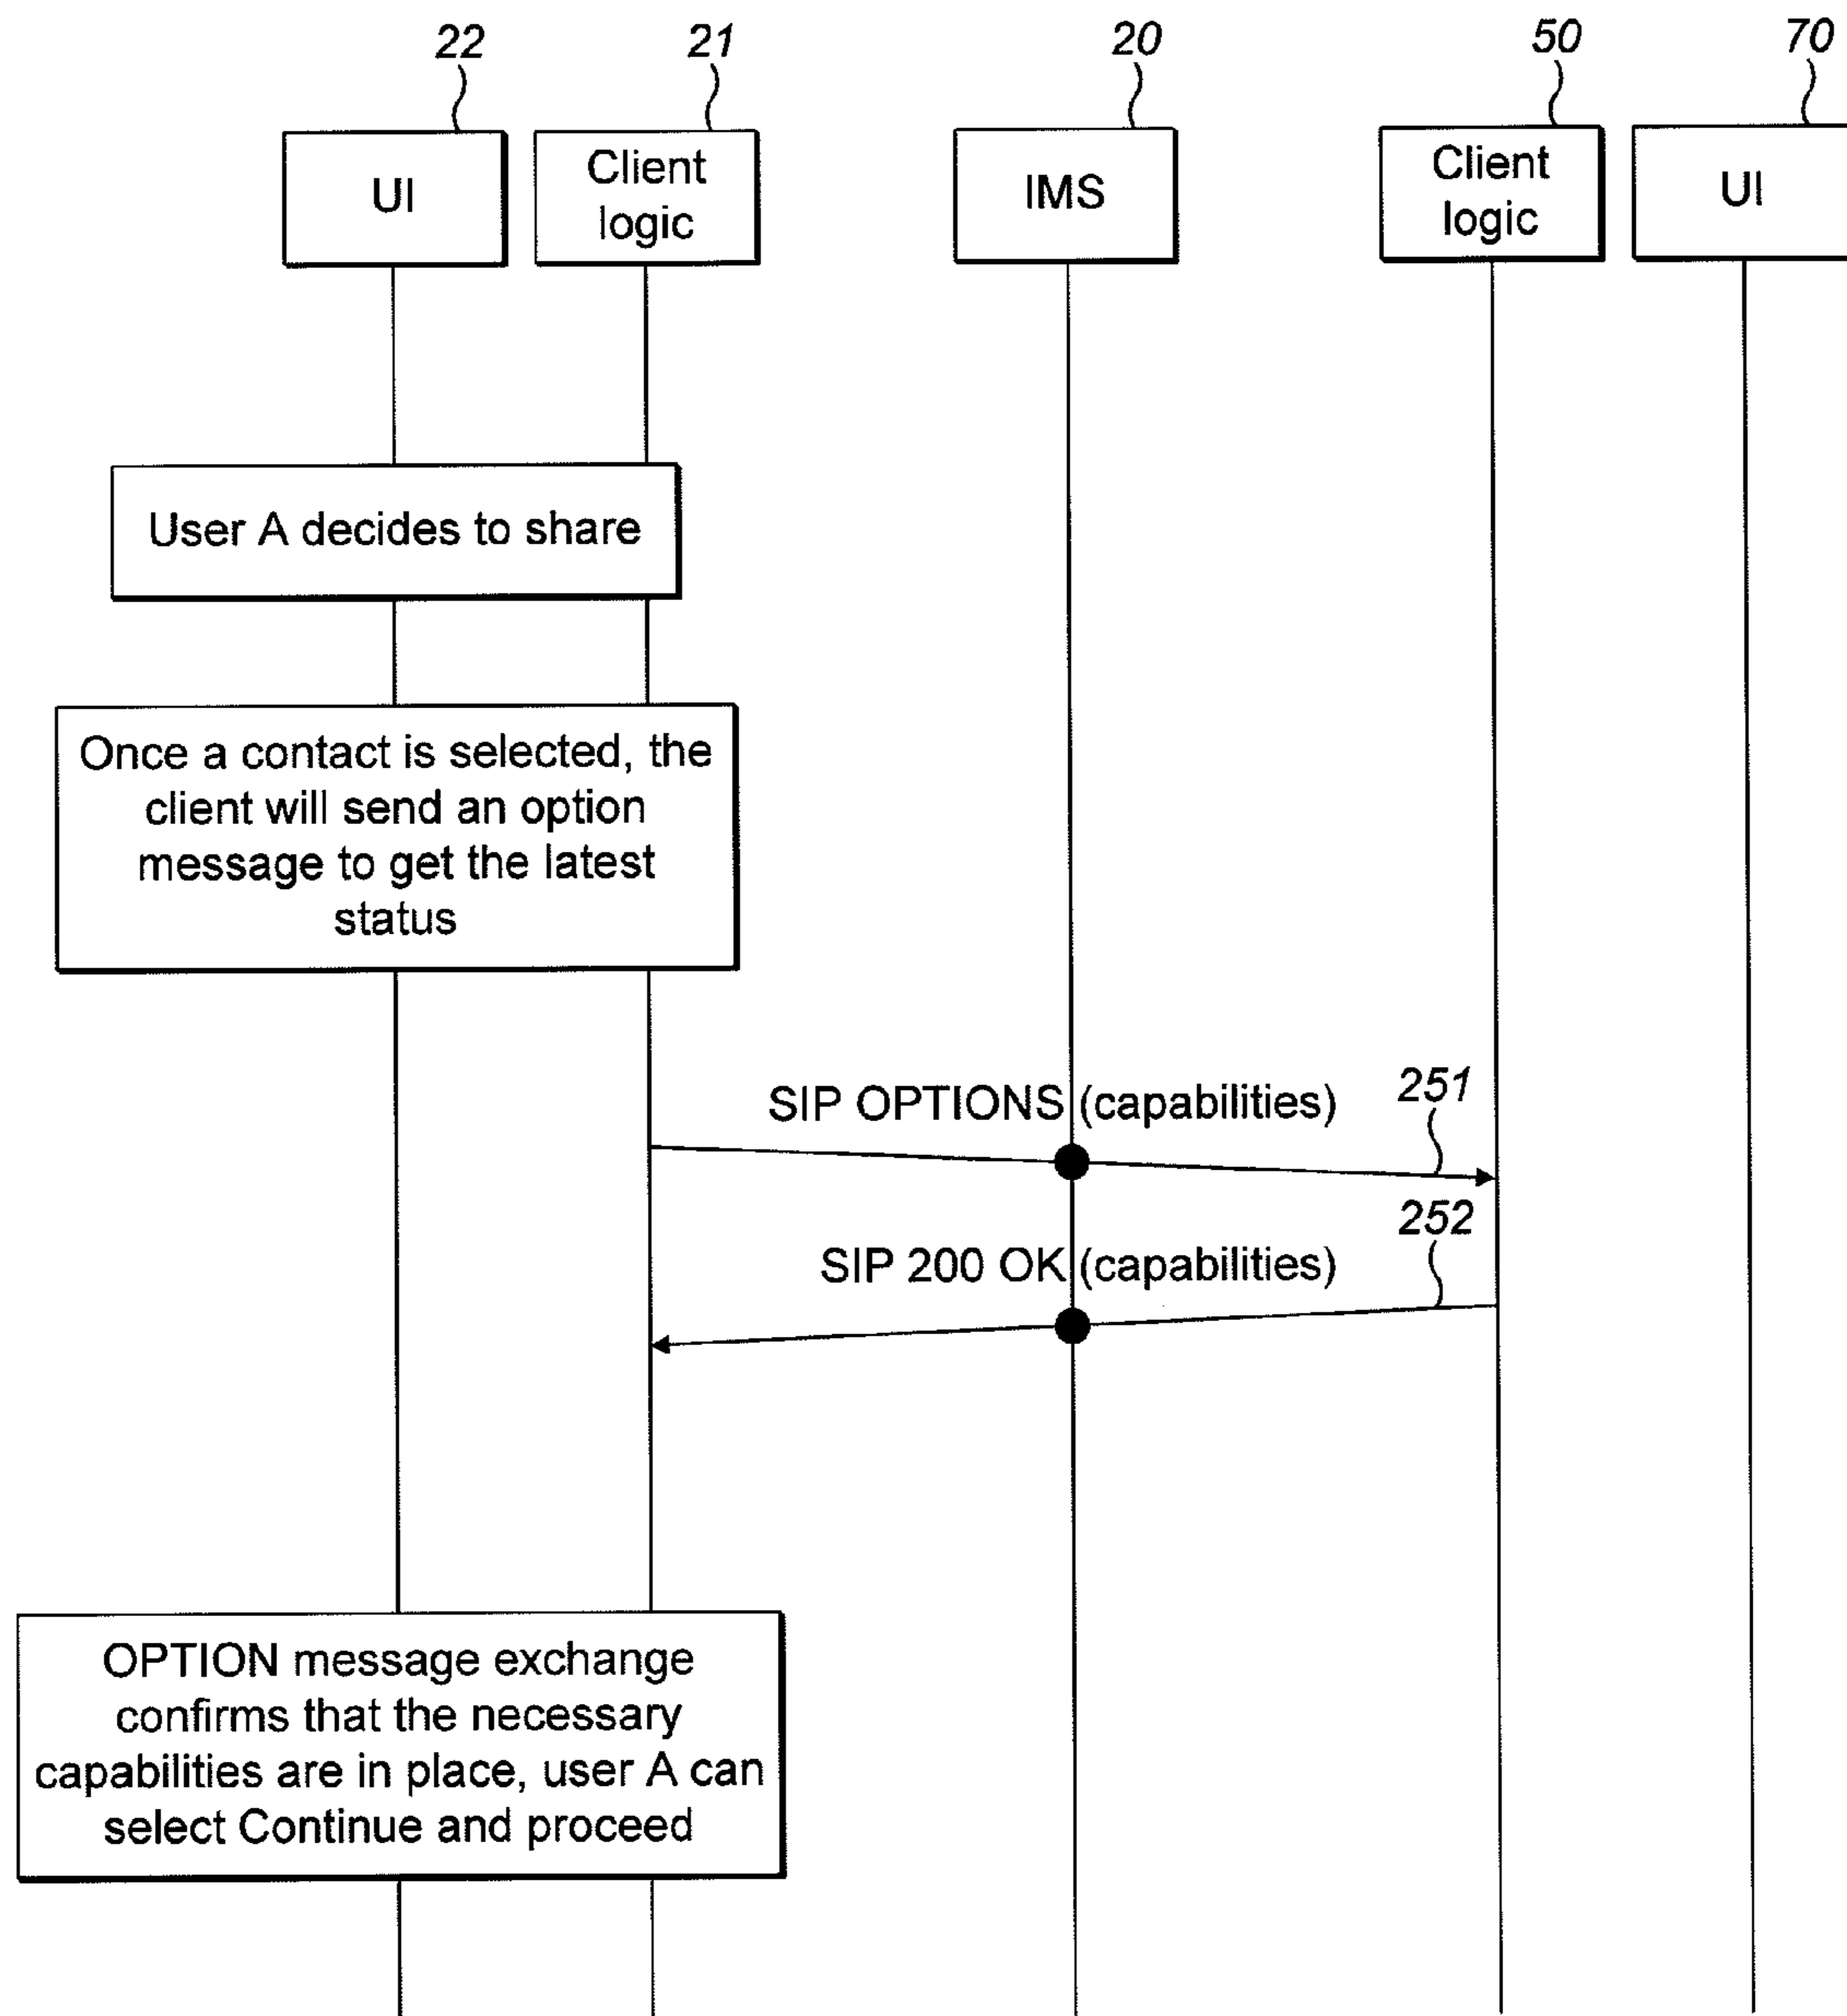 22
21
20
50
70
UI
Client
logic
IMS
Client
logic
UI
User A decides to share
Once a contact is selected, the
client will send an option
message to get the latest
status
SIP OPTIONS (capabilities)
251
252
SIP 200 OK (capabilities)
OPTION message exchange
confirms that the necessary
capabilities are in place, user A can
select Continue and proceed